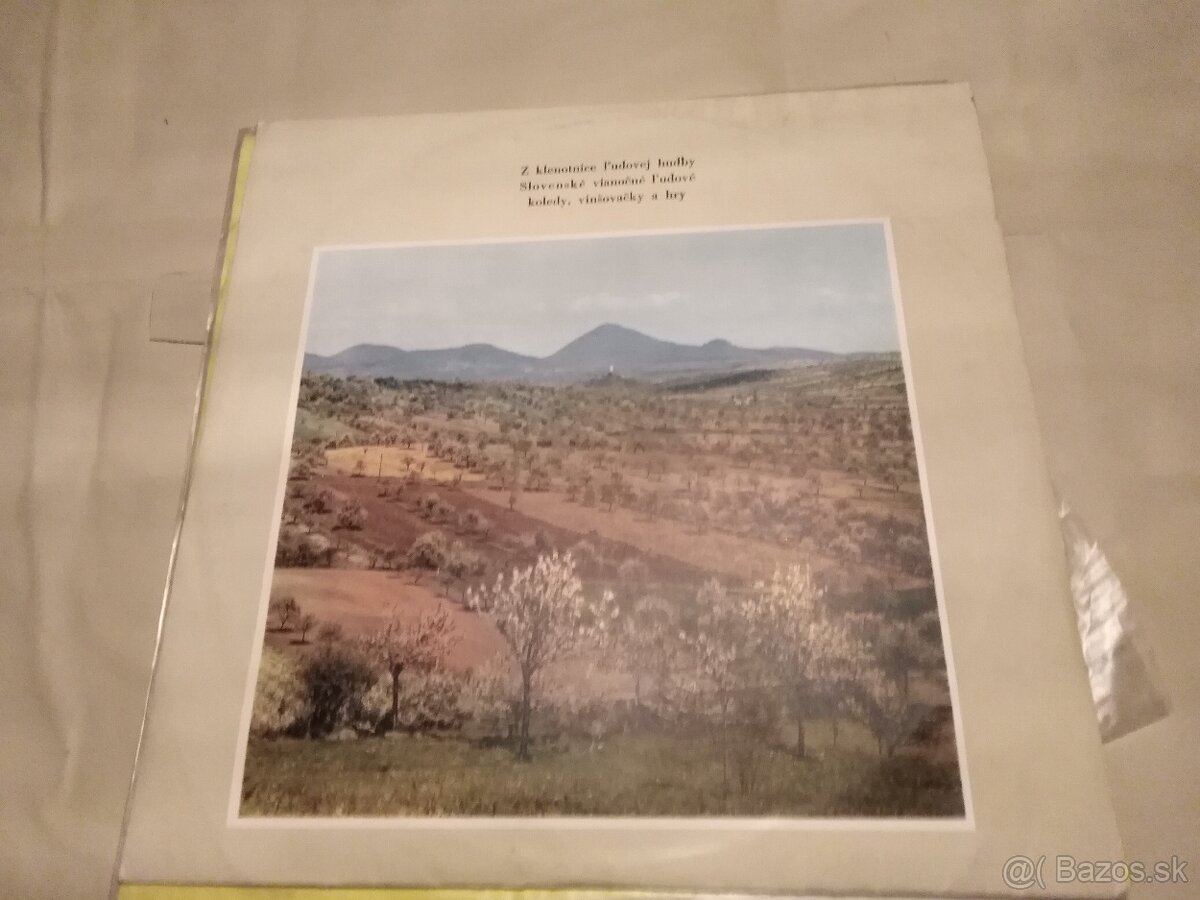 Z klenotnice ľudovej hudby
Slovenské vianočné ľudové
koledy, vinšovačky a hry
@( Bazos.sk